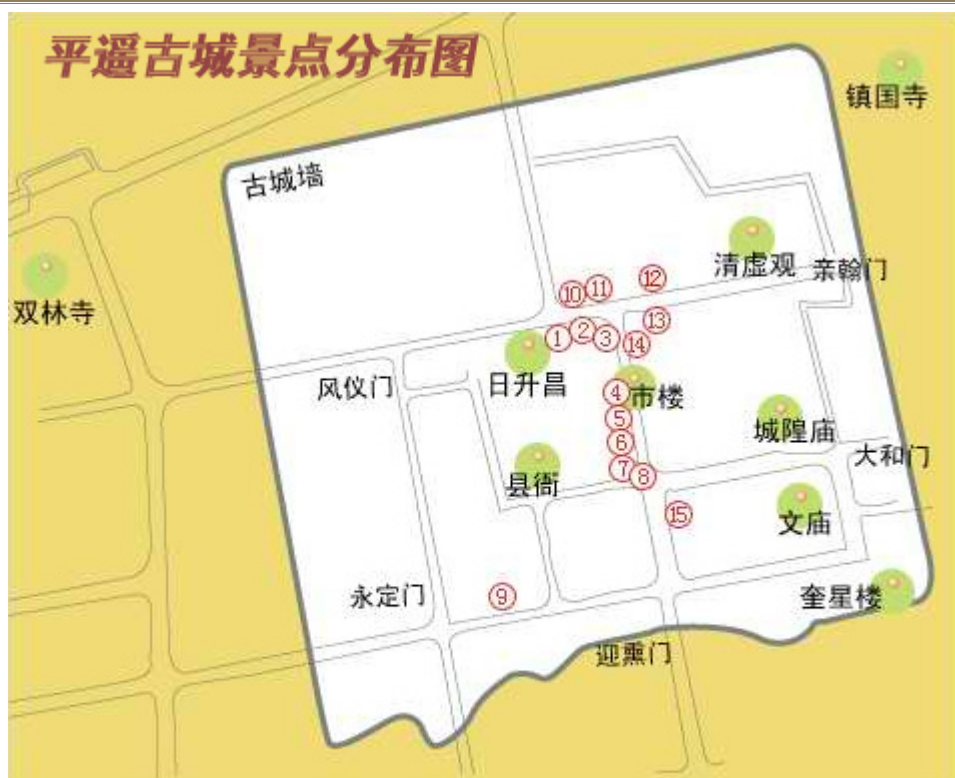 平遥古城景点分布图
镇国寺
古城墙
清虚观
亲翰门
双林寺
⑩
⑪
⑫
⑬
①
②
③
⑭
日升昌
风仪门
④
市楼
⑤
城隍庙
⑥
大和门
⑦
⑧
县衙
⑮
文庙
永定门
⑨
奎星楼
迎熏门